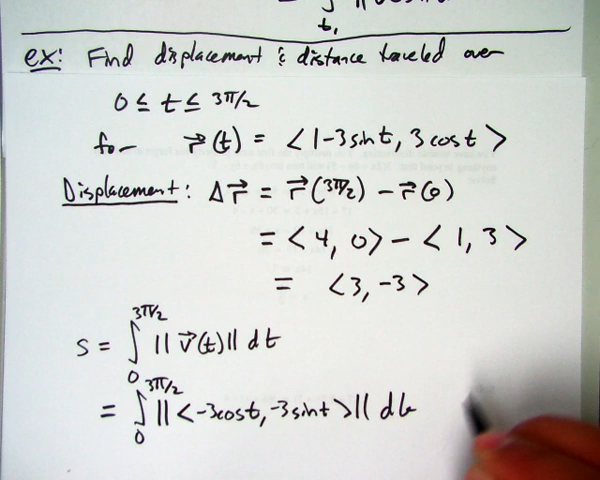 ex: Find displacement & distance traveled over
0 ≤ t ≤ 3π/2
for r⃗(t) = <1-3sint, 3cost>
Displacement: Δr⃗ = r⃗(3π/2) - r⃗(0)
= <4, 0> - <1, 3>
= <3, -3>
S = ∫₀^{3π/2} ||v⃗(t)|| dt
= ∫₀^{3π/2} ||<-3cost, -3sint>|| dt